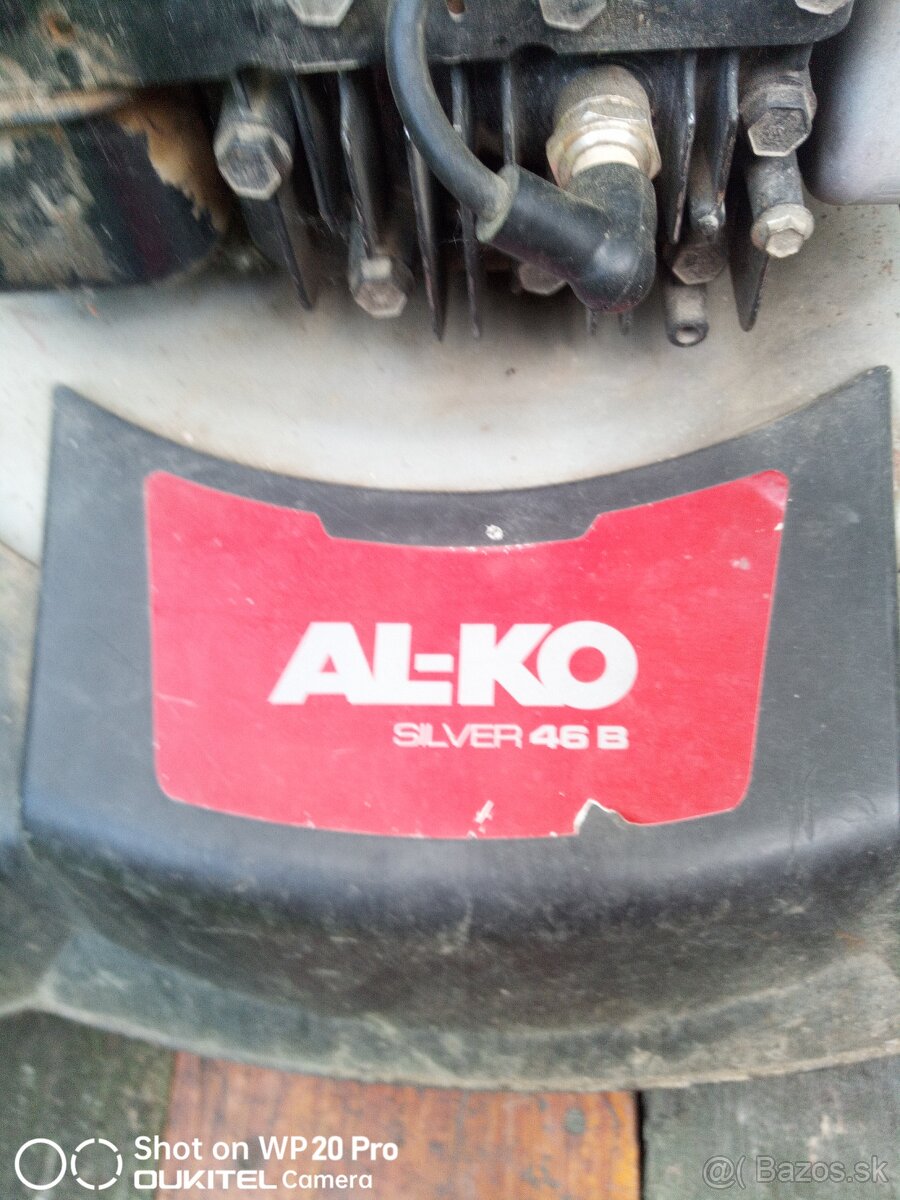 AL-KO
SILVER 46 B
Shot on WP20 Pro
OUKITEL Camera
@( Bazos.sk